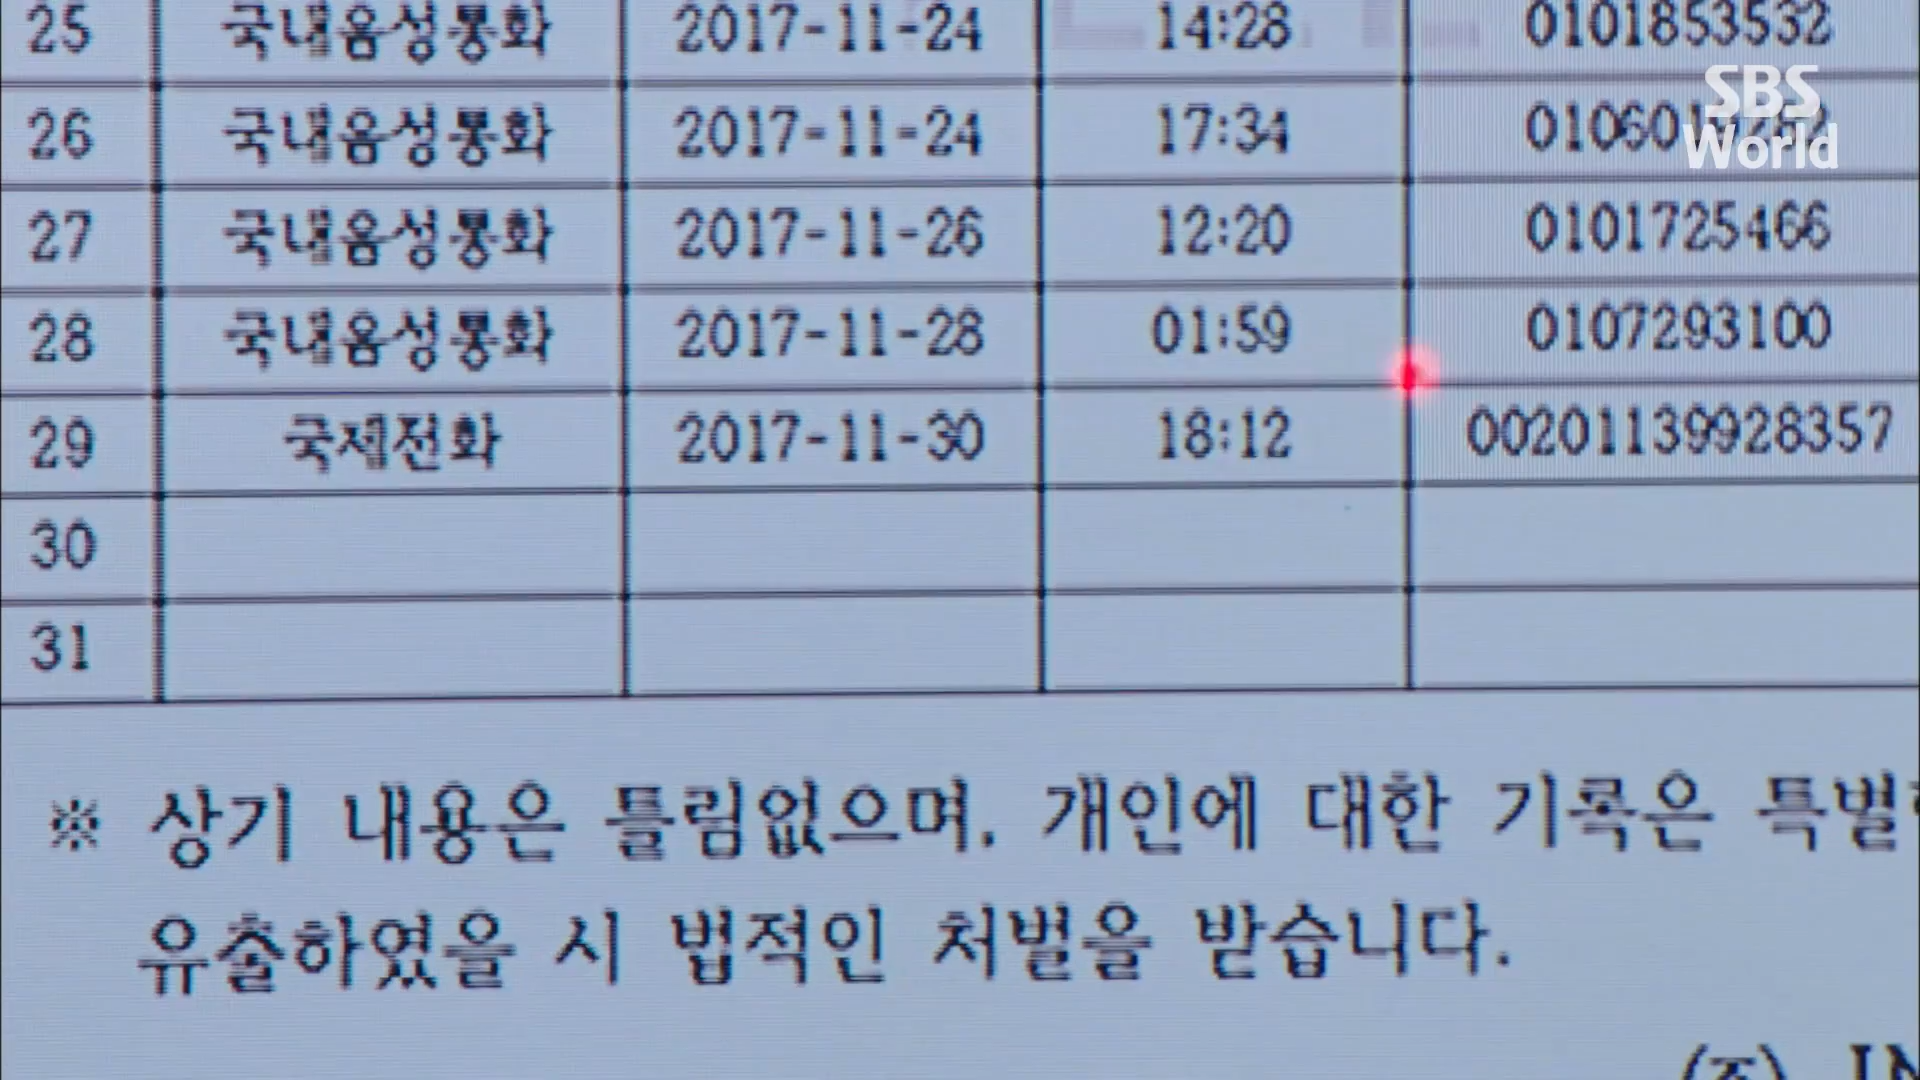 25 국내음성통화 2017-11-24 14:28 0101853532
SBS
World
26 국내음성통화 2017-11-24 17:34
27 국내음성통화 2017-11-26 12:20 0101725466
28 국내음성통화 2017-11-28 01:59 0107293100
29 국제전화 2017-11-30 18:12 00201139928357
30
31
※ 상기 내용은 틀림없으며, 개인에 대한 기록은 특별
유출하였을 시 법적인 처벌을 받습니다.
(주) IN